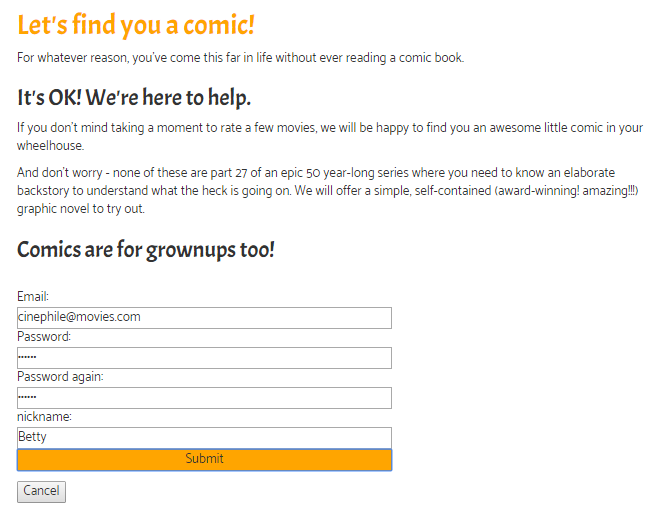 Let's find you a comic!
For whatever reason, you've come this far in life without ever reading a comic book.
It's OK! We're here to help.
If you don't mind taking a moment to rate a few movies, we will be happy to find you an awesome little comic in your
wheelhouse.
And don't worry - none of these are part 27 of an epic 50 year-long series where you need to know an elaborate
backstory to understand what the heck is going on. We will offer a simple, self-contained (award-winning! amazing!!!)
graphic novel to try out.
Comics are for grownups too!
Email:
cinephile@movies.com
Password:
••••••
Password again:
••••••
nickname:
Betty
Submit
Cancel